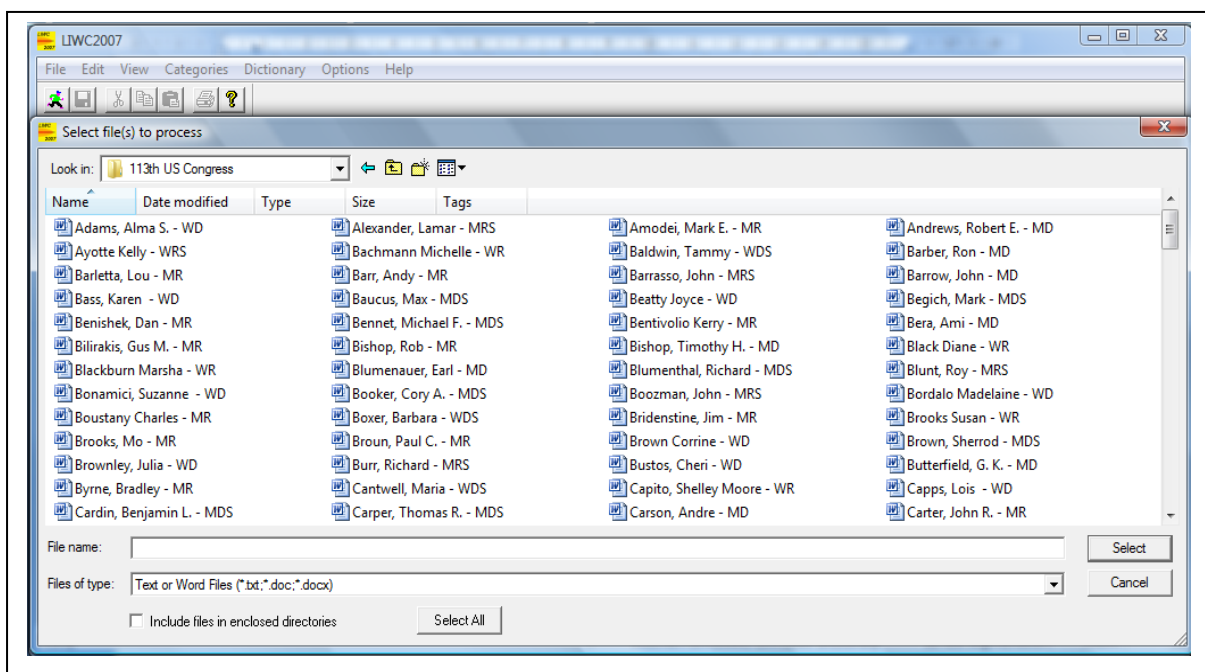 LIWC2007
File Edit View Categories Dictionary Options Help
Select file(s) to process
Look in: 113th US Congress
Name Date modified Type Size Tags
Adams, Alma S. - WD Alexander, Lamar - MRS Amodei, Mark E. - MR Andrews, Robert E. - MD
Ayotte Kelly - WRS Bachmann Michelle - WR Baldwin, Tammy - WDS Barber, Ron - MD
Barletta, Lou - MR Barr, Andy - MR Barrasso, John - MRS Barrow, John - MD
Bass, Karen - WD Baucus, Max - MDS Beatty Joyce - WD Begich, Mark - MDS
Benishek, Dan - MR Bennet, Michael F. - MDS Bentivolio Kerry - MR Bera, Ami - MD
Bilirakis, Gus M. - MR Bishop, Rob - MR Bishop, Timothy H. - MD Black Diane - WR
Blackburn Marsha - WR Blumenauer, Earl - MD Blumenthal, Richard - MDS Blunt, Roy - MRS
Bonamici, Suzanne - WD Booker, Cory A. - MDS Boozman, John - MRS Bordalo Madelaine - WD
Boustany Charles - MR Boxer, Barbara - WDS Bridenstine, Jim - MR Brooks Susan - WR
Brooks, Mo - MR Broun, Paul C. - MR Brown Corrine - WD Brown, Sherrod - MDS
Brownley, Julia - WD Burr, Richard - MRS Bustos, Cheri - WD Butterfield, G. K. - MD
Byrne, Bradley - MR Cantwell, Maria - WDS Capito, Shelley Moore - WR Capps, Lois - WD
Cardin, Benjamin L. - MDS Carper, Thomas R. - MDS Carson, Andre - MD Carter, John R. - MR
File name: Select
Files of type: Text or Word Files (*.txt;*.doc;*.docx) Cancel
Include files in enclosed directories Select All